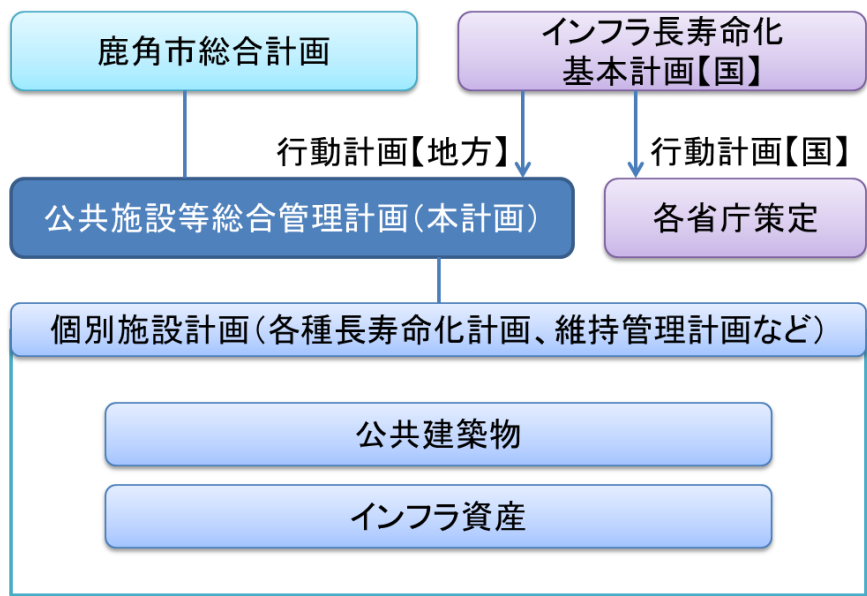 鹿角市総合計画
インフラ長寿命化
基本計画【国】
行動計画【地方】
行動計画【国】
公共施設等総合管理計画（本計画）
各省庁策定
個別施設計画（各種長寿命化計画、維持管理計画など）
公共建築物
インフラ資産